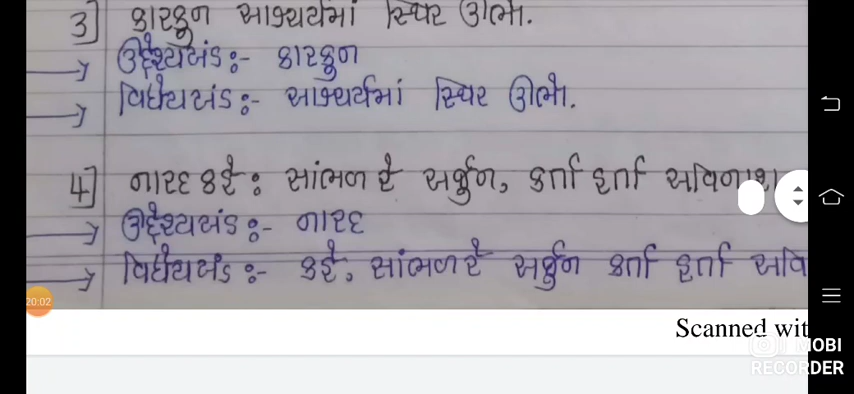 3] કારકુન આશ્ચર્યમાં સ્થિર ઊભો.
→ ઉદ્દેશ્યખંડ:- કારકુન
→ વિધેયખંડ:- આશ્ચર્યમાં સ્થિર ઊભો.
4] નારદ કહે: સાંભળ રે અર્જુન, કર્તા હર્તા અવિનાશ
→ ઉદ્દેશ્યખંડ:- નારદ
→ વિધેયખંડ:- કહે, સાંભળ રે અર્જુન કર્તા હર્તા અવિ
20:02
Scanned wit
MOBI
RECORDER